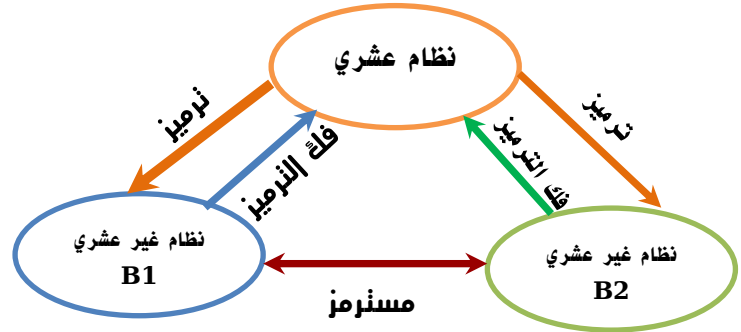 نظام عشري
ترميز
ترميز
فك الترميز
فك الترميز
نظام غير عشري
B1
نظام غير عشري
B2
مسترمز